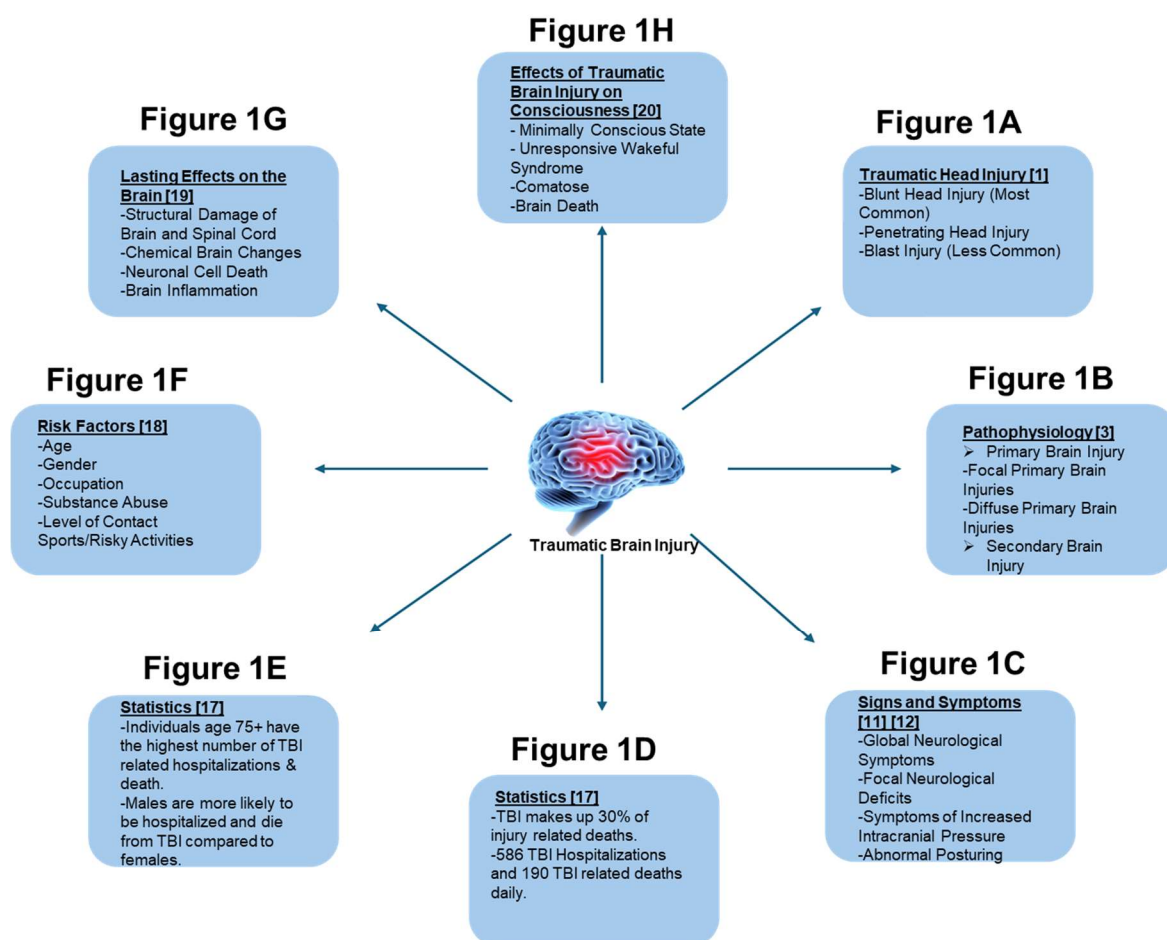 Figure 1H
Effects of Traumatic
Brain Injury on
Consciousness [20]
- Minimally Conscious State
- Unresponsive Wakeful
Syndrome
-Comatose
-Brain Death
Figure 1G
Lasting Effects on the
Brain [19]
-Structural Damage of
Brain and Spinal Cord
-Chemical Brain Changes
-Neuronal Cell Death
-Brain Inflammation
Figure 1A
Traumatic Head Injury [1]
-Blunt Head Injury (Most
Common)
-Penetrating Head Injury
-Blast Injury (Less Common)
Figure 1F
Risk Factors [18]
-Age
-Gender
-Occupation
-Substance Abuse
-Level of Contact
Sports/Risky Activities
Figure 1B
Pathophysiology [3]
➢ Primary Brain Injury
-Focal Primary Brain
Injuries
-Diffuse Primary Brain
Injuries
➢ Secondary Brain
Injury
Traumatic Brain Injury
Figure 1E
Statistics [17]
-Individuals age 75+ have
the highest number of TBI
related hospitalizations &
death.
-Males are more likely to
be hospitalized and die
from TBI compared to
females.
Figure 1D
Statistics [17]
-TBI makes up 30% of
injury related deaths.
-586 TBI Hospitalizations
and 190 TBI related deaths
daily.
Figure 1C
Signs and Symptoms
[11] [12]
-Global Neurological
Symptoms
-Focal Neurological
Deficits
-Symptoms of Increased
Intracranial Pressure
-Abnormal Posturing